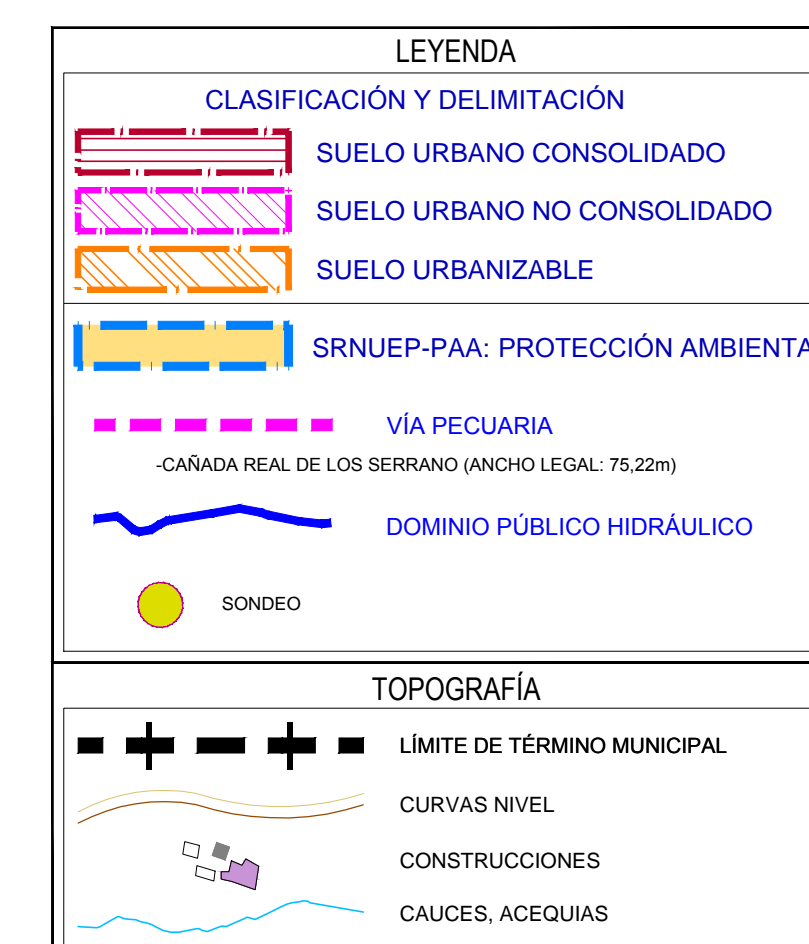 LEYENDA
CLASIFICACIÓN Y DELIMITACIÓN
SUELO URBANO CONSOLIDADO
SUELO URBANO NO CONSOLIDADO
SUELO URBANIZABLE
SRNUEP-PAA: PROTECCIÓN AMBIENTA
VÍA PECUARIA
-CAÑADA REAL DE LOS SERRANO (ANCHO LEGAL: 75,22m)
DOMINIO PÚBLICO HIDRÁULICO
SONDEO
TOPOGRAFÍA
LÍMITE DE TÉRMINO MUNICIPAL
CURVAS NIVEL
CONSTRUCCIONES
CAUCES, ACEQUIAS